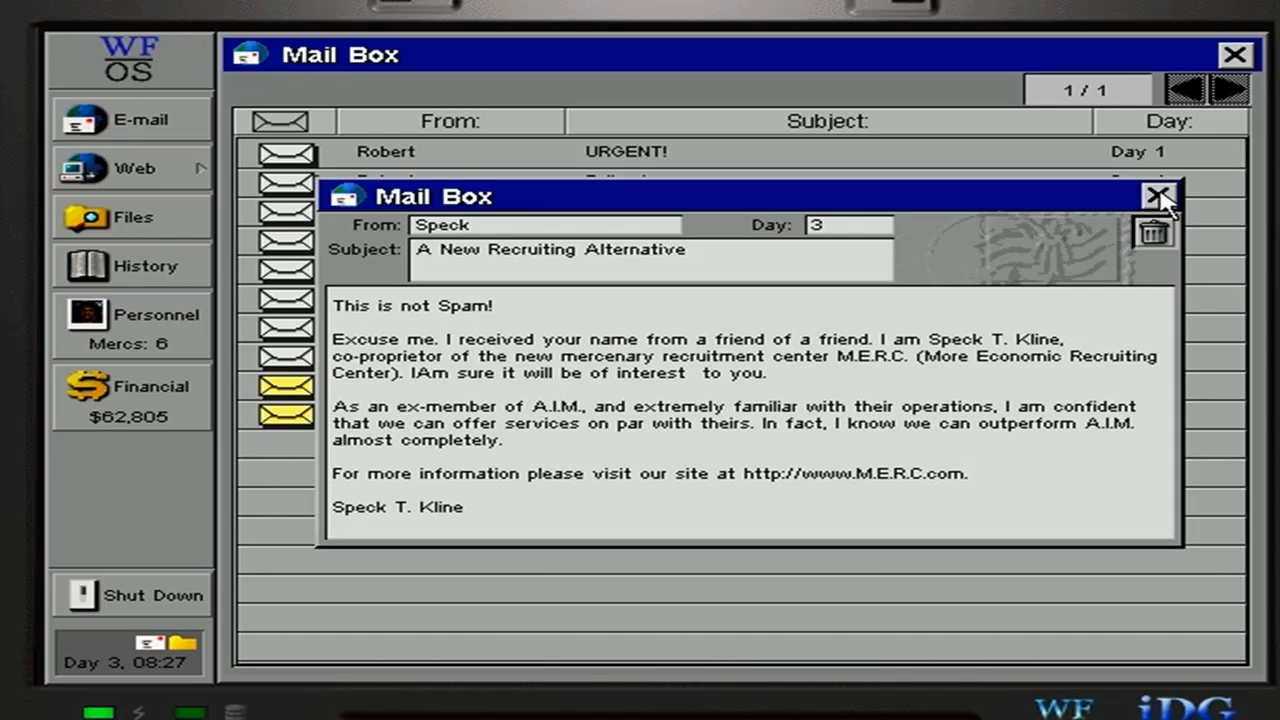 WF
OS
Mail Box
1 / 1
E-mail
From:
Subject:
Day:
Robert
URGENT!
Day 1
Web
Mail Box
Files
From:
Speck
Day:
3
Subject:
A New Recruiting Alternative
History
This is not Spam!
Personnel
Mercs: 6
Excuse me. I received your name from a friend of a friend. I am Speck T. Kline,
co-proprietor of the new mercenary recruitment center M.E.R.C. (More Economic Recruiting
Center). IAm sure it will be of interest to you.
Financial
$62,805
As an ex-member of A.I.M., and extremely familiar with their operations, I am confident
that we can offer services on par with theirs. In fact, I know we can outperform A.I.M.
almost completely.
For more information please visit our site at http://www.M.E.R.C.com.
Speck T. Kline
Shut Down
Day 3, 08:27
WF
iDG